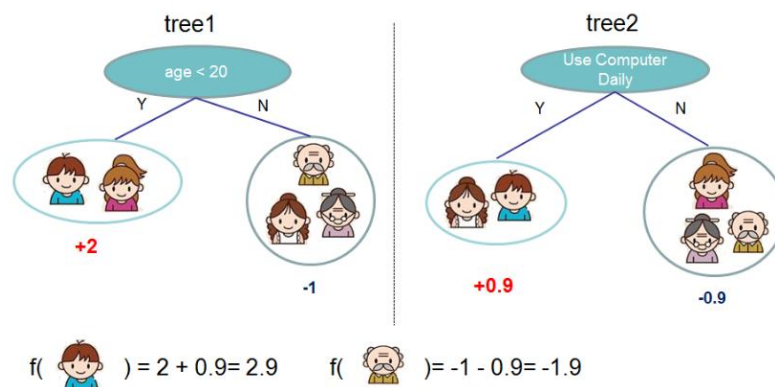 tree1
age < 20
Y
N
+2
-1
tree2
Use Computer
Daily
Y
N
+0.9
-0.9
f( ) = 2 + 0.9= 2.9
f( )= -1 - 0.9= -1.9